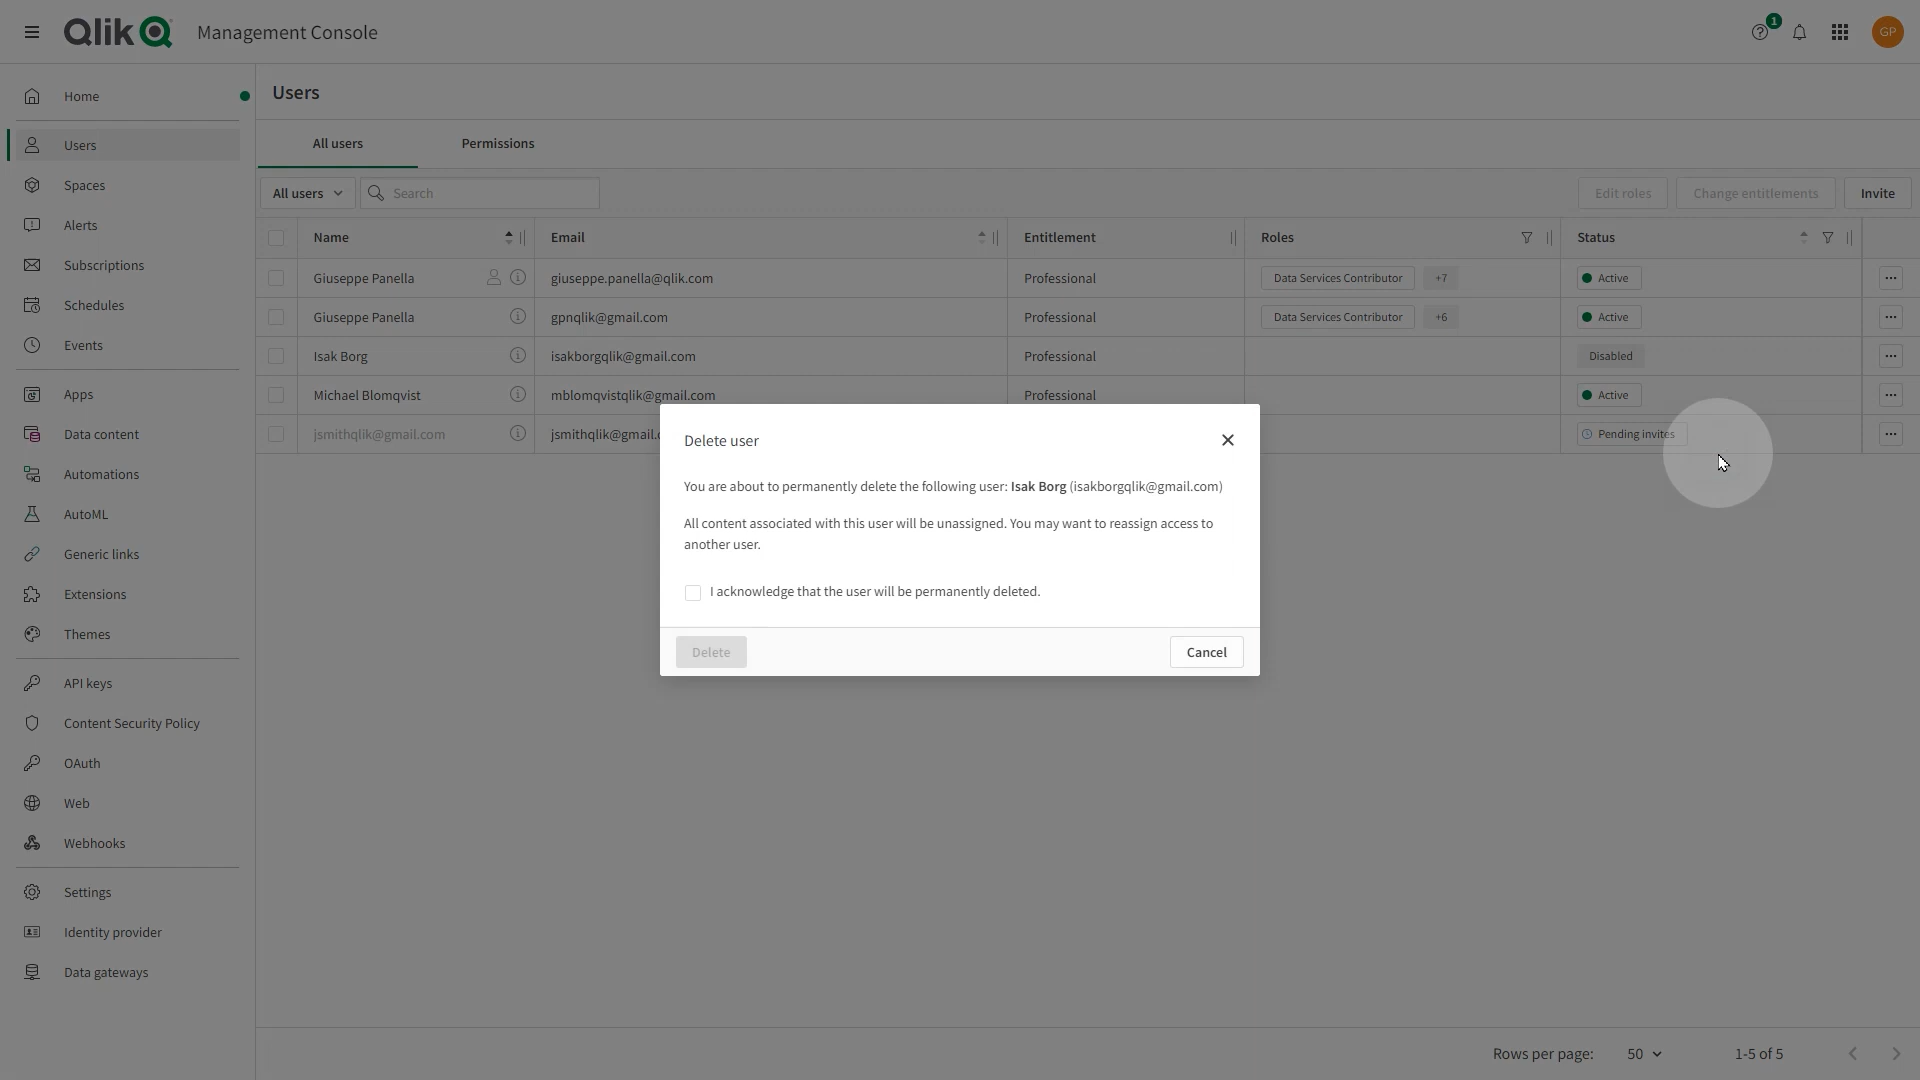 Qlik Management Console
1
GP
Home
Users
Spaces
Alerts
Subscriptions
Schedules
Events
Apps
Data content
Automations
AutoML
Generic links
Extensions
Themes
API keys
Content Security Policy
OAuth
Web
Webhooks
Settings
Identity provider
Data gateways
Users
All users Permissions
All users Search Edit roles Change entitlements Invite
Name Email Entitlement Roles Status
Giuseppe Panella giuseppe.panella@qlik.com Professional Data Services Contributor +7 Active
Giuseppe Panella gpnqlik@gmail.com Professional Data Services Contributor +6 Active
Isak Borg isakborgqlik@gmail.com Professional Disabled
Michael Blomqvist mblomqvistqlik@gmail.com Professional Active
jsmithqlik@gmail.com jsmithqlik@gmail. Pending invites
Delete user
You are about to permanently delete the following user: Isak Borg (isakborgqlik@gmail.com)
All content associated with this user will be unassigned. You may want to reassign access to
another user.
I acknowledge that the user will be permanently deleted.
Delete Cancel
Rows per page: 50 1-5 of 5